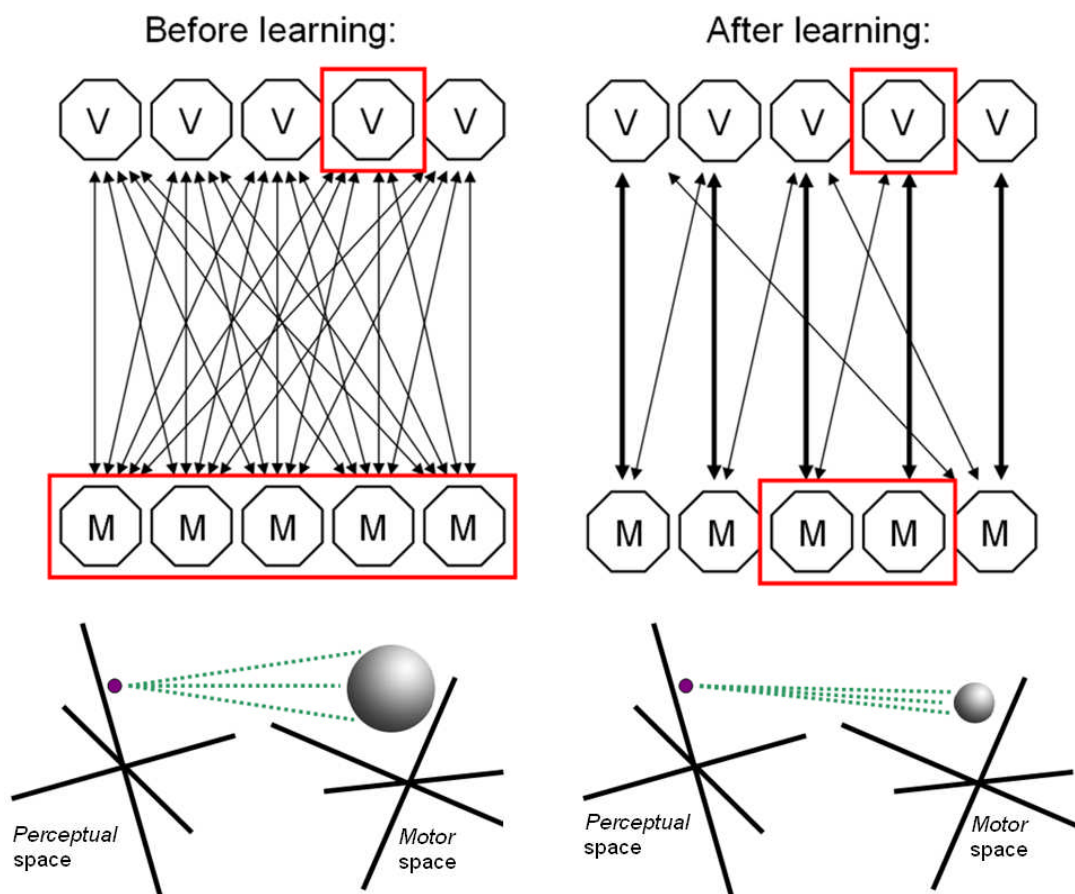 Before learning:
V V V V V
M M M M M
Perceptual
space
Motor
space
After learning:
V V V V V
M M M M M
Perceptual
space
Motor
space